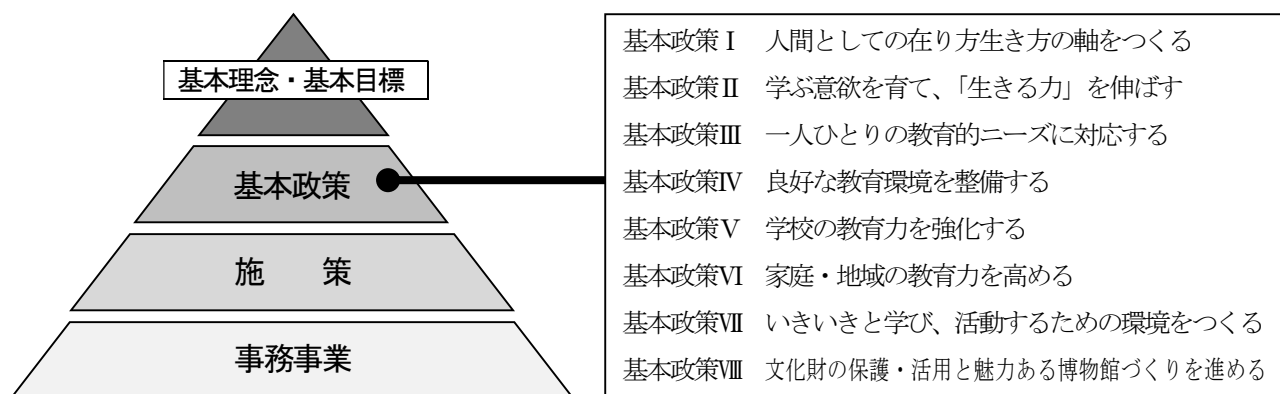 基本理念・基本目標
基本政策
施　策
事務事業
基本政策Ⅰ　人間としての在り方生き方の軸をつくる
基本政策Ⅱ　学ぶ意欲を育て、「生きる力」を伸ばす
基本政策Ⅲ　一人ひとりの教育的ニーズに対応する
基本政策Ⅳ　良好な教育環境を整備する
基本政策Ⅴ　学校の教育力を強化する
基本政策Ⅵ　家庭・地域の教育力を高める
基本政策Ⅶ　いきいきと学び、活動するための環境をつくる
基本政策Ⅷ　文化財の保護・活用と魅力ある博物館づくりを進める